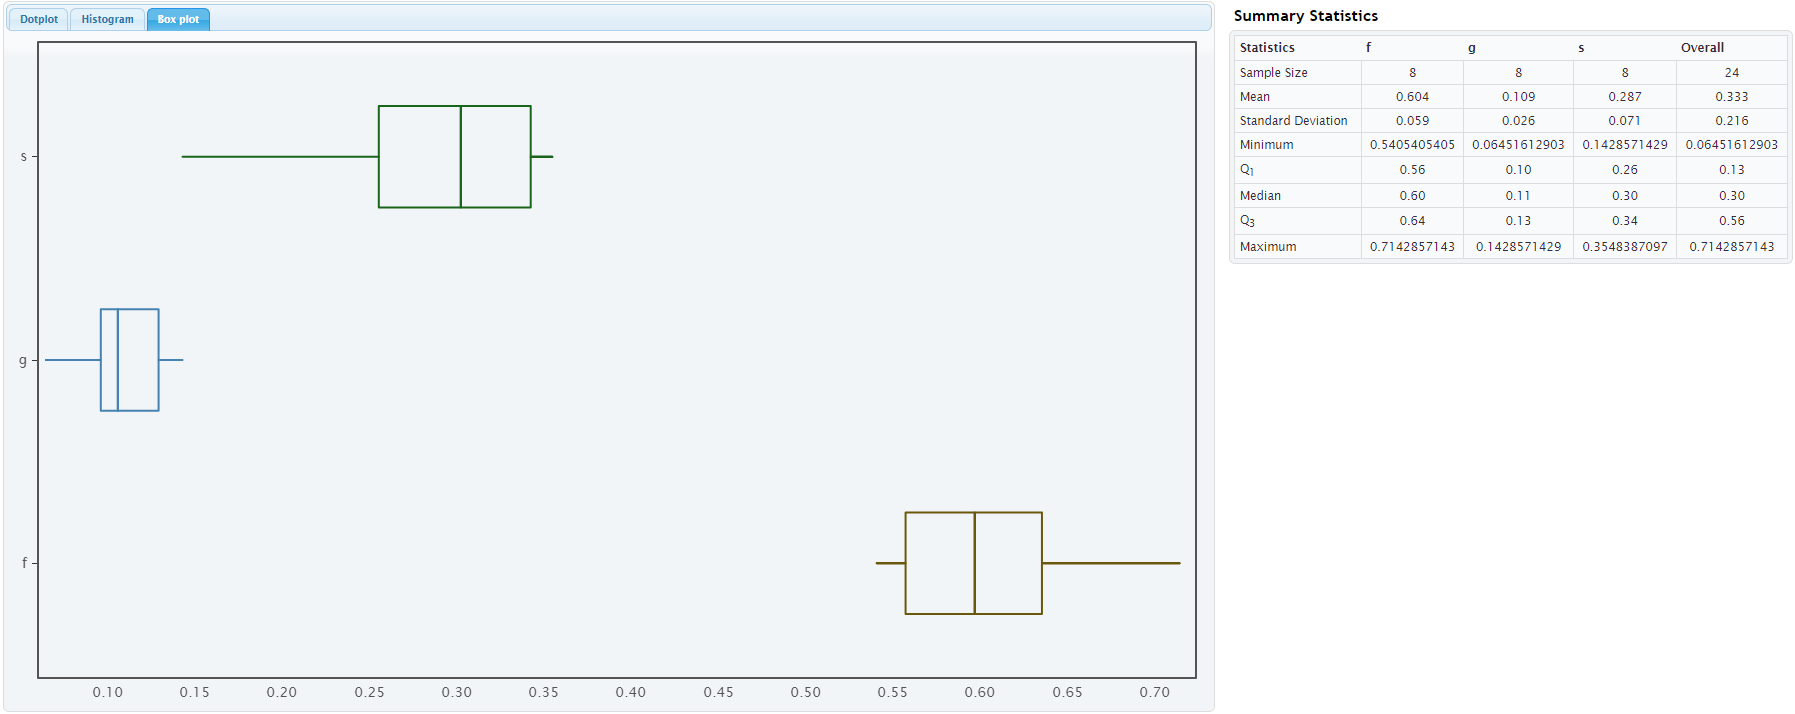 Dotplot Histogram Box plot
s
g
f
0.10 0.15 0.20 0.25 0.30 0.35 0.40 0.45 0.50 0.55 0.60 0.65 0.70
Summary Statistics
Statistics f g s Overall
Sample Size 8 8 8 24
Mean 0.604 0.109 0.287 0.333
Standard Deviation 0.059 0.026 0.071 0.216
Minimum 0.5405405405 0.06451612903 0.1428571429 0.06451612903
Q1 0.56 0.10 0.26 0.13
Median 0.60 0.11 0.30 0.30
Q3 0.64 0.13 0.34 0.56
Maximum 0.7142857143 0.1428571429 0.3548387097 0.7142857143